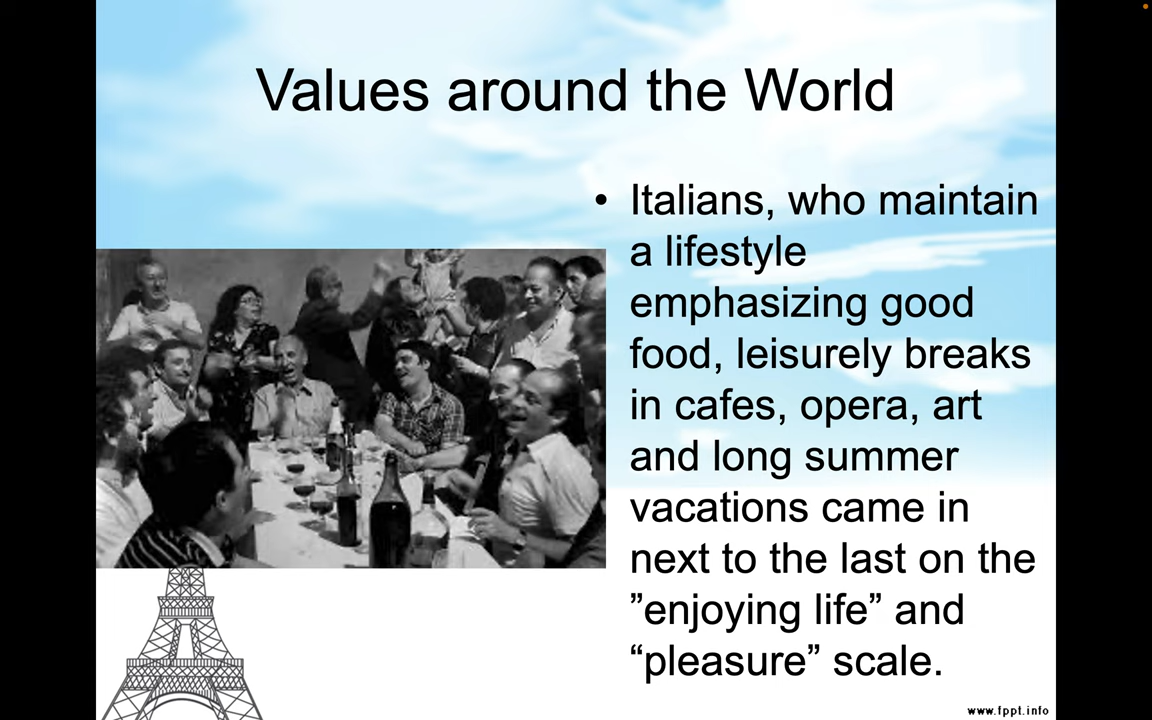 Values around the World
• Italians, who maintain
a lifestyle
emphasizing good
food, leisurely breaks
in cafes, opera, art
and long summer
vacations came in
next to the last on the
”enjoying life” and
“pleasure” scale.
www.fppt.info